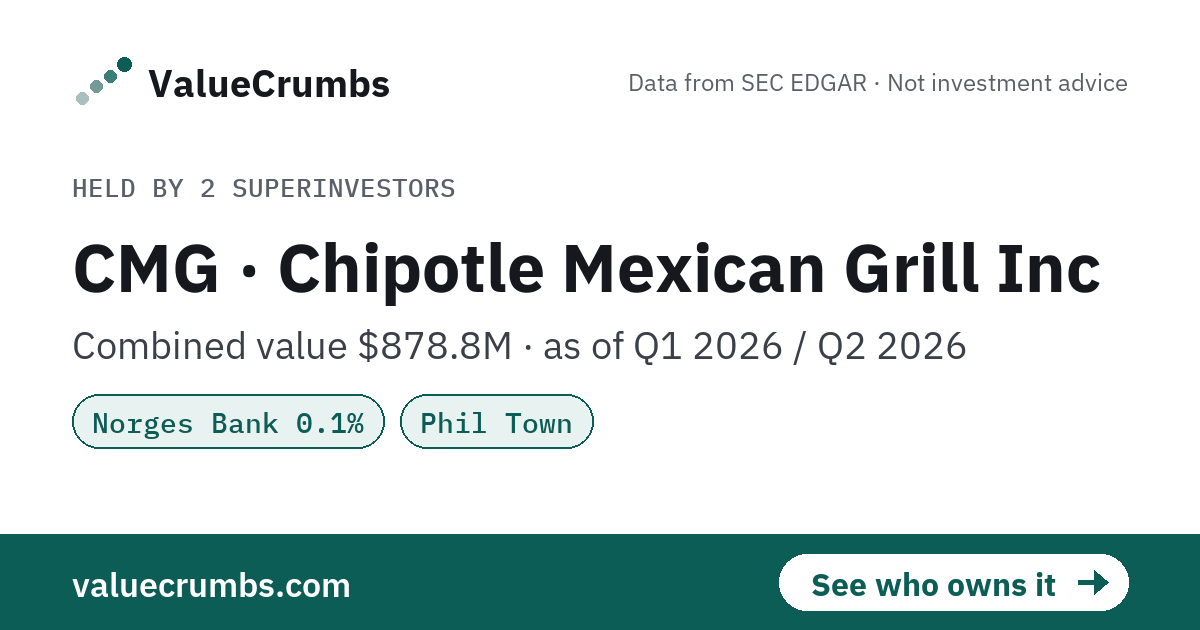 ValueCrumbs
Data from SEC EDGAR · Not investment advice
HELD BY 2 SUPERINVESTORS
CMG · Chipotle Mexican Grill Inc
Combined value $878.8M · as of Q1 2026 / Q2 2026
Norges Bank 0.1%
Phil Town
valuecrumbs.com
See who owns it →